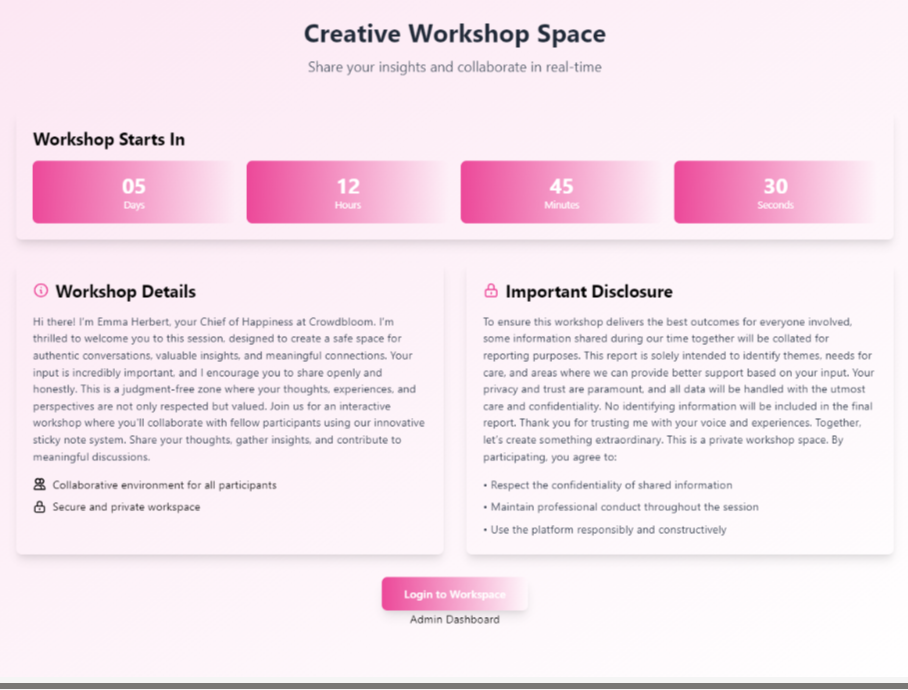 Creative Workshop Space
Share your insights and collaborate in real-time
Workshop Starts In
05
Days
12
Hours
45
Minutes
30
Seconds
Workshop Details
Hi there! I'm Emma Herbert, your Chief of Happiness at Crowdbloom. I'm
thrilled to welcome you to this session, designed to create a safe space for
authentic conversations, valuable insights, and meaningful connections. Your
input is incredibly important, and I encourage you to share openly and
honestly. This is a judgment-free zone where your thoughts, experiences, and
perspectives are not only respected but valued. Join us for an interactive
workshop where you'll collaborate with fellow participants using our innovative
sticky note system. Share your thoughts, gather insights, and contribute to
meaningful discussions.
Collaborative environment for all participants
Secure and private workspace
Important Disclosure
To ensure this workshop delivers the best outcomes for everyone involved,
some information shared during our time together will be collated for
reporting purposes. This report is solely intended to identify themes, needs for
care, and areas where we can provide better support based on your input. Your
privacy and trust are paramount, and all data will be handled with the utmost
care and confidentiality. No identifying information will be included in the final
report. Thank you for trusting me with your voice and experiences. Together,
let's create something extraordinary. This is a private workshop space. By
participating, you agree to:
• Respect the confidentiality of shared information
• Maintain professional conduct throughout the session
• Use the platform responsibly and constructively
Login to Workspace
Admin Dashboard